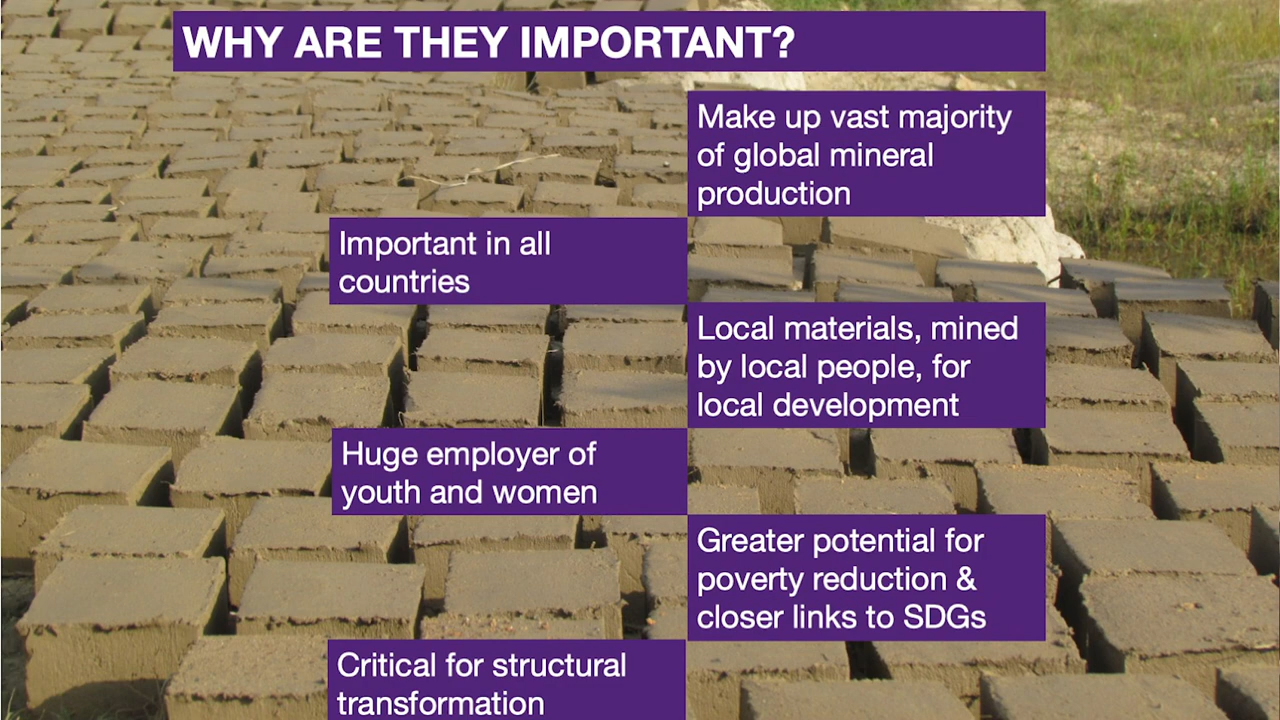 WHY ARE THEY IMPORTANT?
Make up vast majority
of global mineral
production
Important in all
countries
Local materials, mined
by local people, for
local development
Huge employer of
youth and women
Greater potential for
poverty reduction &
closer links to SDGs
Critical for structural
transformation